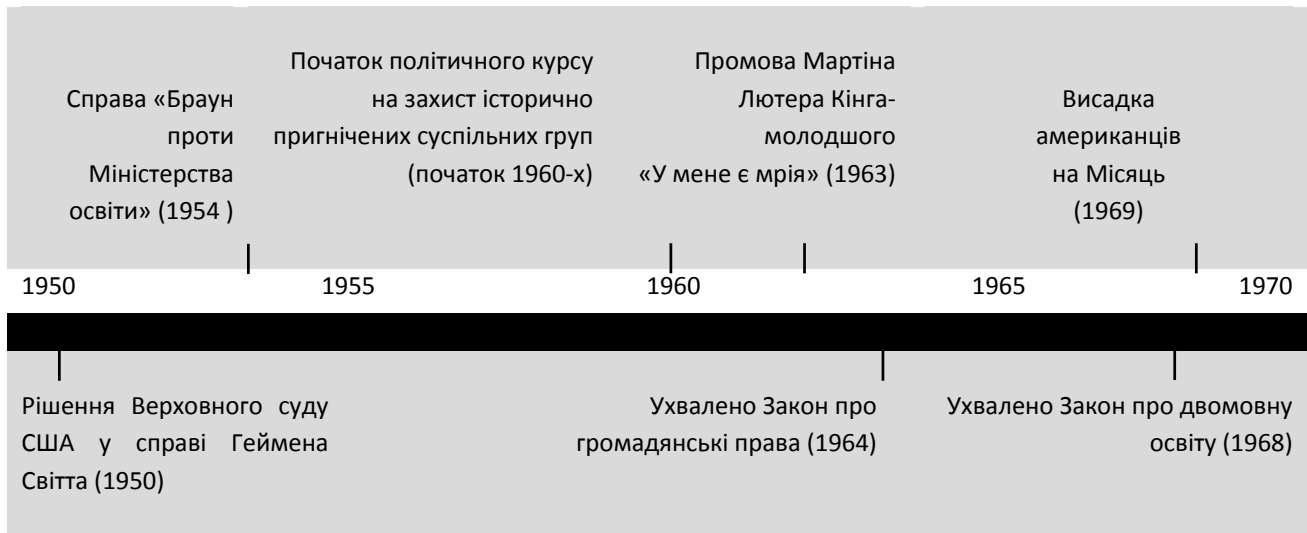 Справа «Браун
проти
Міністерства
освіти» (1954 )
Початок політичного курсу
на захист історично
пригнічених суспільних груп
(початок 1960-х)
Промова Мартіна
Лютера Кінга-
молодшого
«У мене є мрія» (1963)
Висадка
американців
на Місяць
(1969)
1950 1955 1960 1965 1970
Рішення Верховного суду
США у справі Геймена
Світта (1950)
Ухвалено Закон про
громадянські права (1964)
Ухвалено Закон про двомовну
освіту (1968)